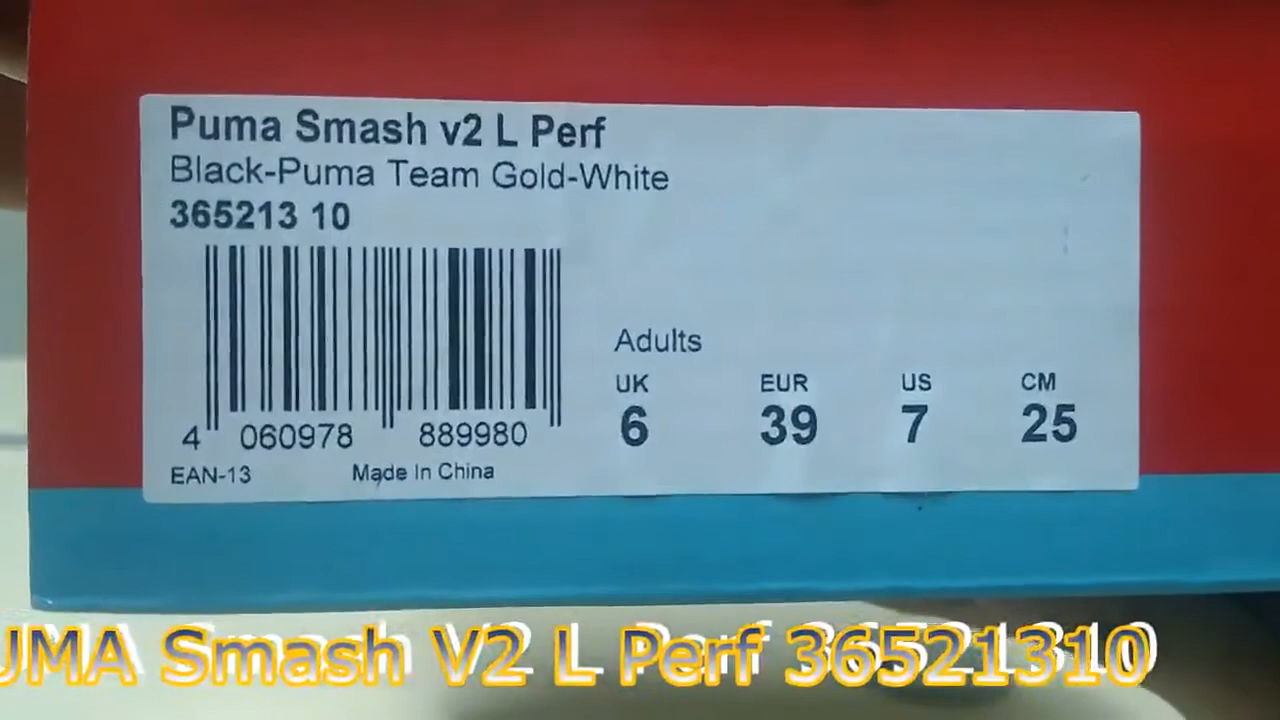 Puma Smash v2 L Perf
Black-Puma Team Gold-White
365213 10
Adults
UK EUR US CM
6 39 7 25
4 060978 889980
EAN-13 Made In China
UMA Smash V2 L Perf 36521310